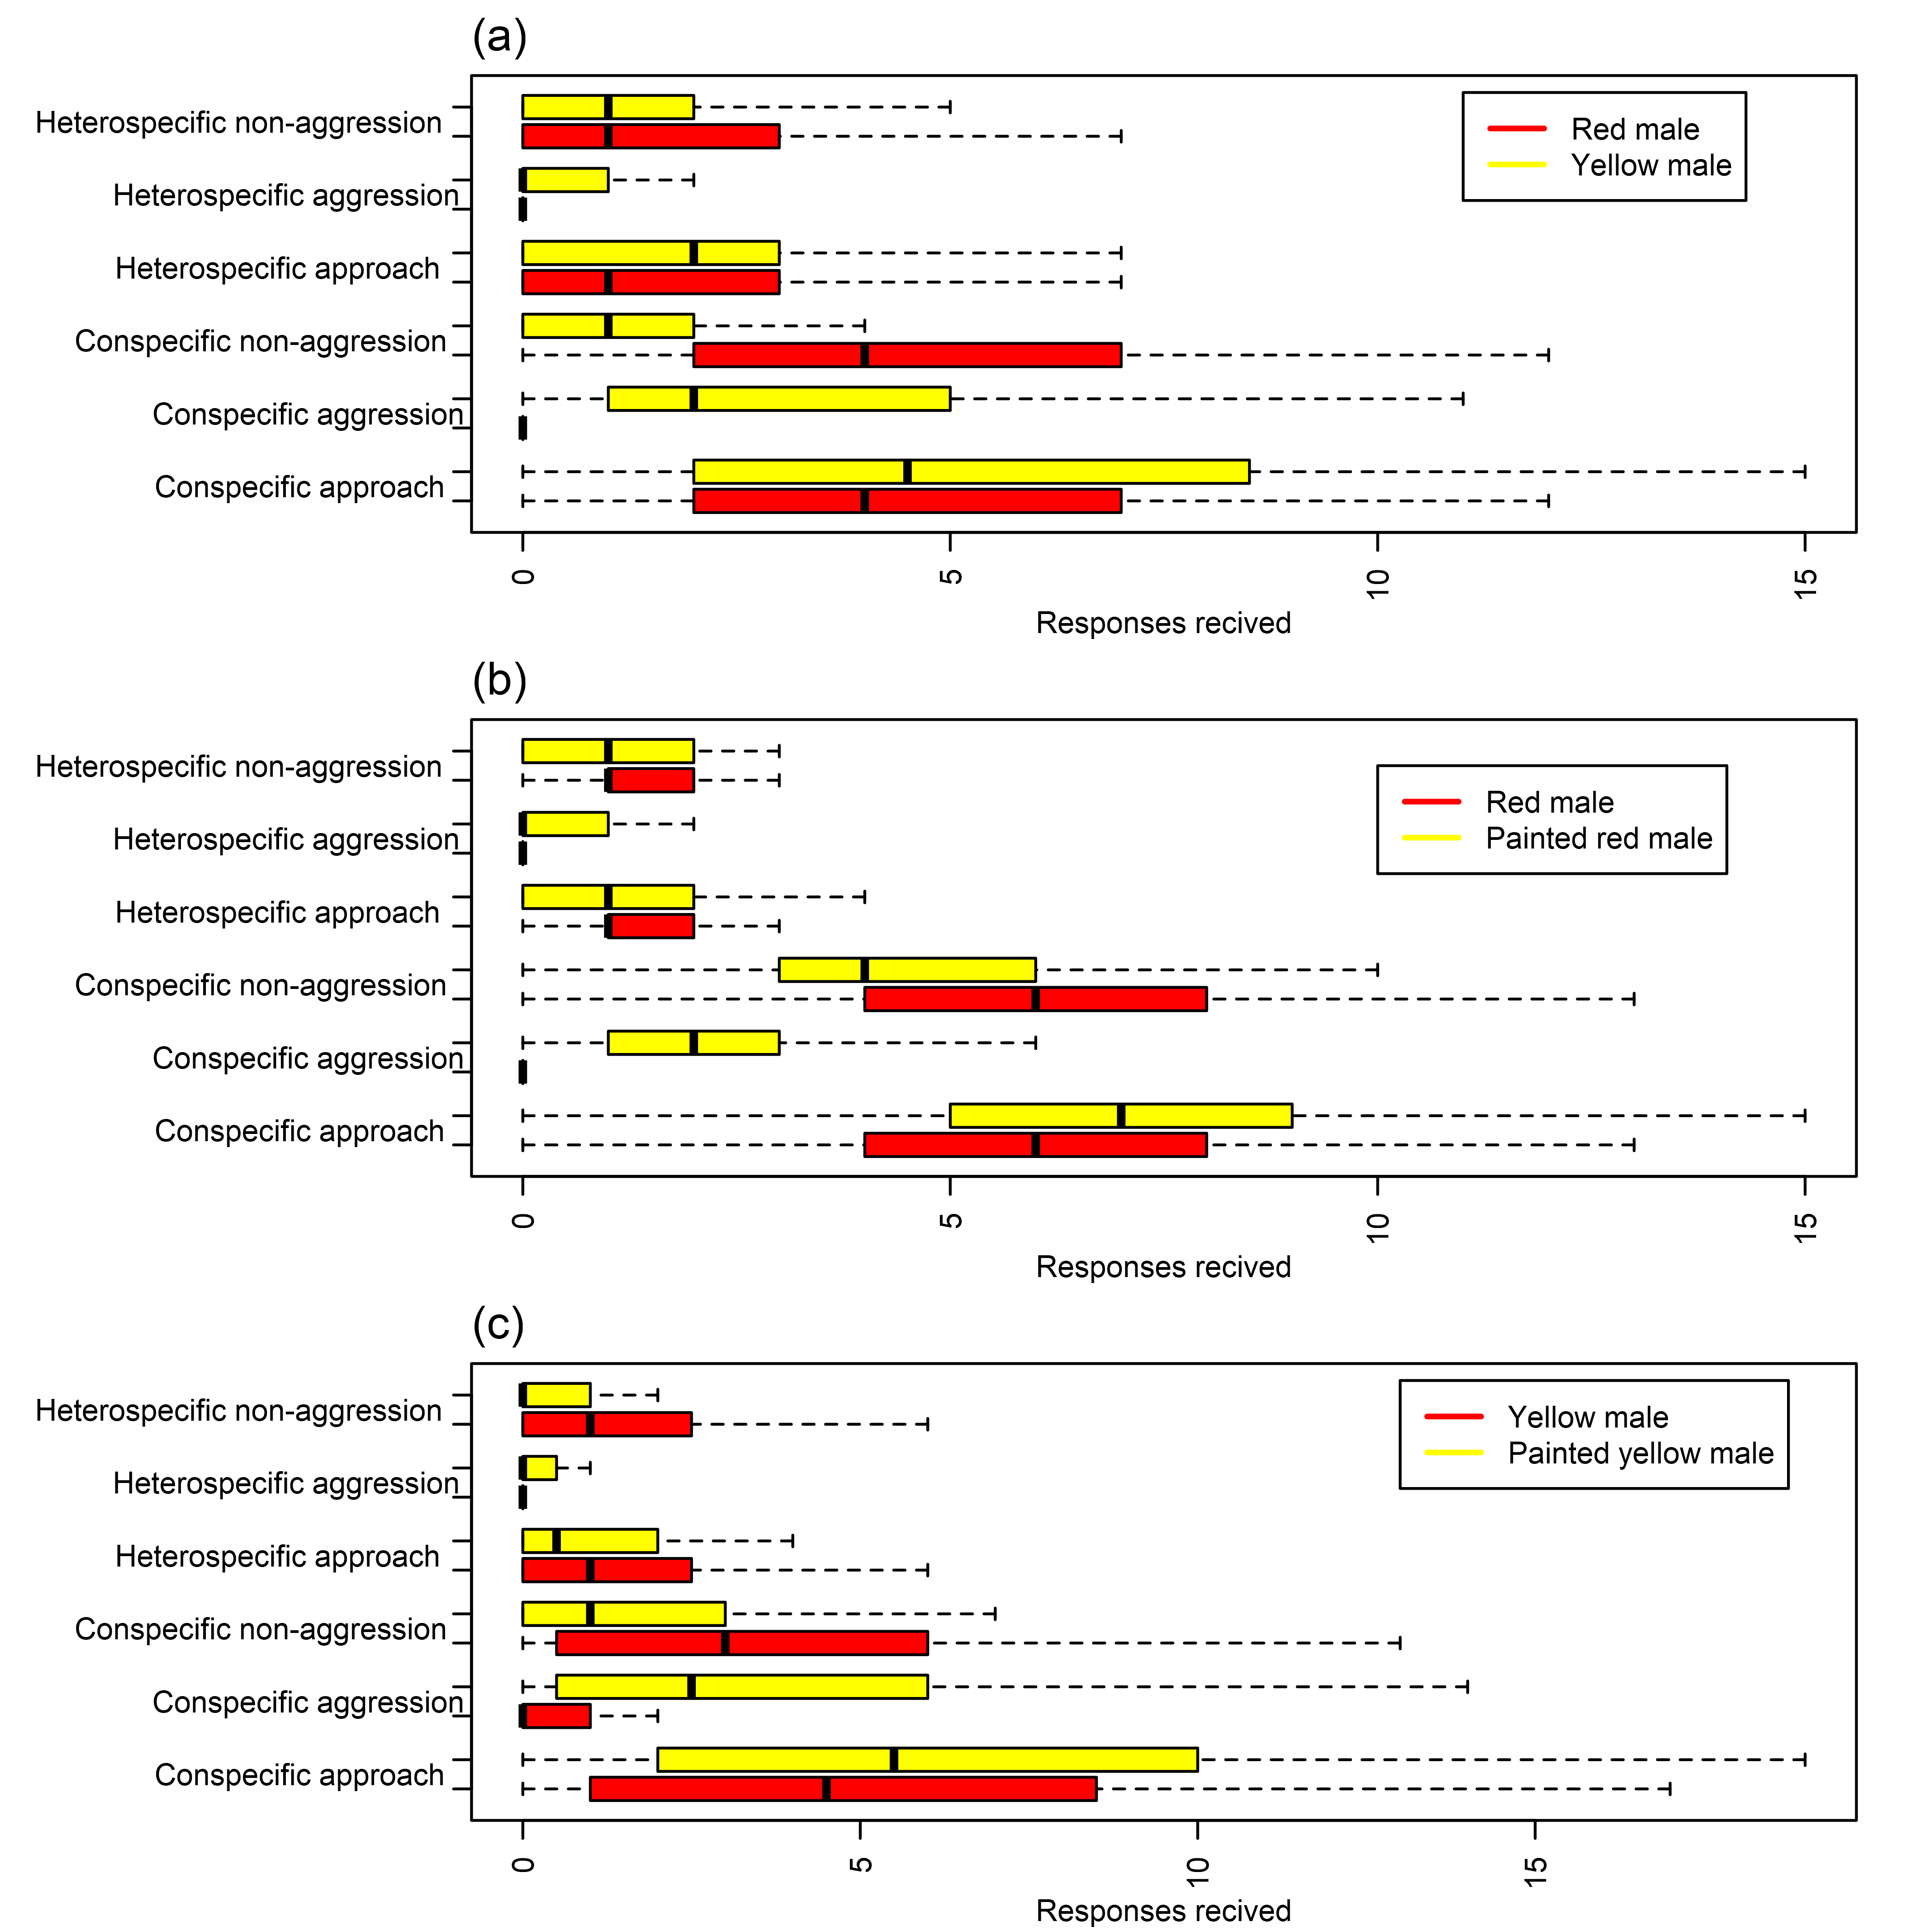 (a)
Heterospecific non-aggression
Heterospecific aggression
Heterospecific approach
Conspecific non-aggression
Conspecific aggression
Conspecific approach
Red male
Yellow male
0 5 10 15
Responses recived
(b)
Heterospecific non-aggression
Heterospecific aggression
Heterospecific approach
Conspecific non-aggression
Conspecific aggression
Conspecific approach
Red male
Painted red male
0 5 10 15
Responses recived
(c)
Heterospecific non-aggression
Heterospecific aggression
Heterospecific approach
Conspecific non-aggression
Conspecific aggression
Conspecific approach
Yellow male
Painted yellow male
0 5 10 15
Responses recived